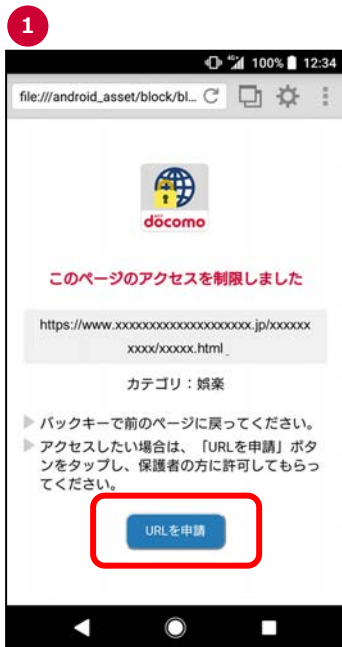 1
100% 12:34
file:///android_asset/block/bl...
döcomo
このページのアクセスを制限しました
https://www.xxxxxxxxxxxxxxxxxxxx.jp/xxxxxx
xxxx/xxxxx.html
カテゴリ：娯楽
バックキーで前のページに戻ってください。
アクセスしたい場合は、「URLを申請」ボタ
ンをタップし、保護者の方に許可してもらっ
てください。
URLを申請